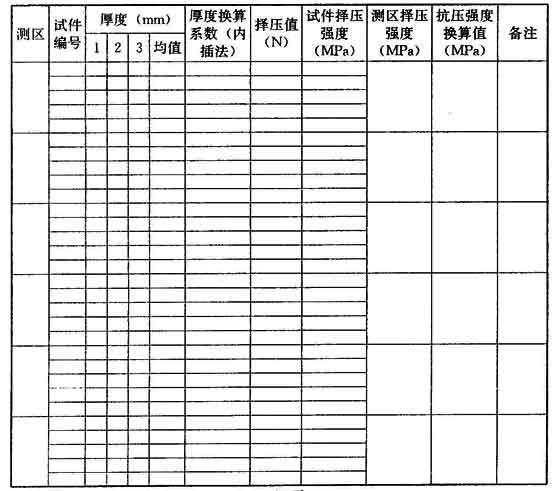 测区
试件
编号
厚度（mm）
1 2 3 均值
厚度换算
系数（内
插法）
择压值
（N）
试件择压
强度
（MPa）
测区择压
强度
（MPa）
抗压强度
换算值
（MPa）
备注